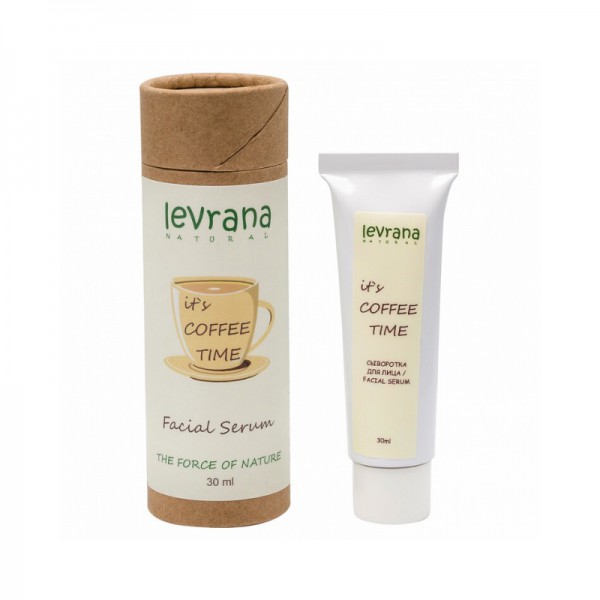 levrana
NATURAL
it's
COFFEE
TIME
Facial Serum
THE FORCE OF NATURE
30 ml
levrana
NATURAL
it's
COFFEE
TIME
СЫВОРОТКА
ДЛЯ ЛИЦА /
FACIAL SERUM
30ml